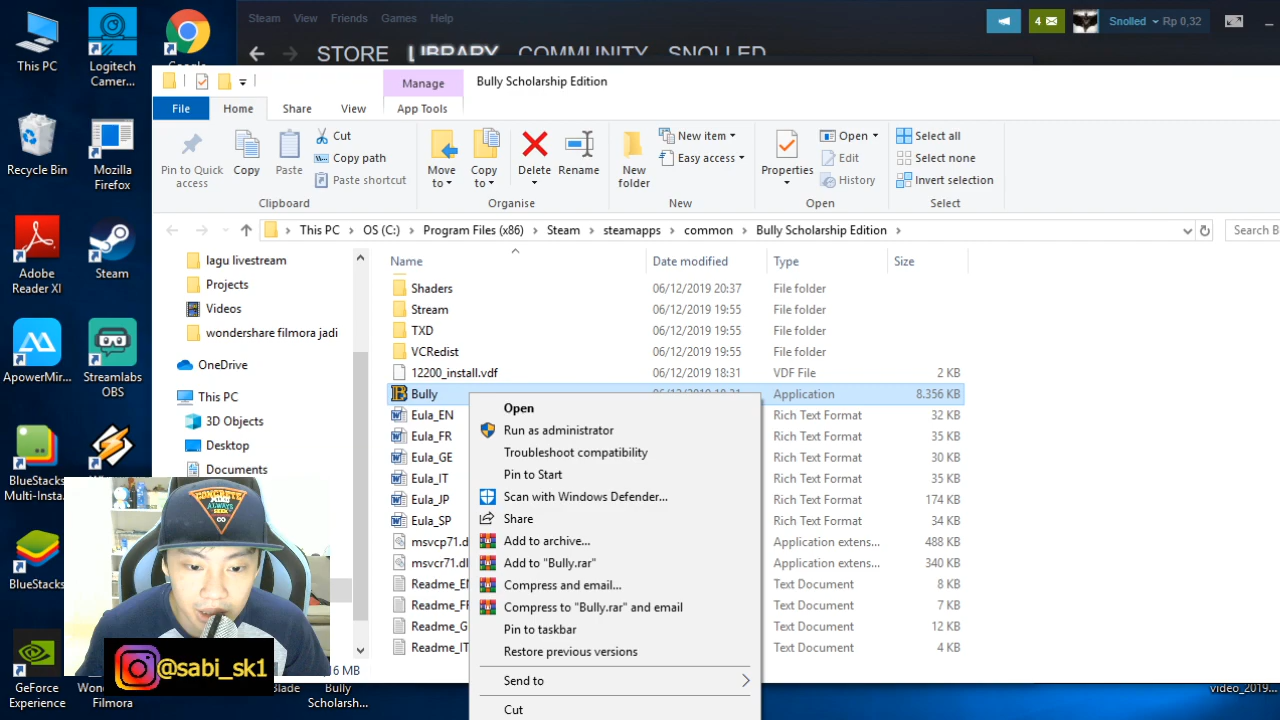 Steam View Friends Games Help
4 Snolled Rp 0,32
STORE LIBRARY COMMUNITY SNOLLED
This PC
Logitech Camer...
Recycle Bin
Mozilla Firefox
Adobe Reader XI
Steam
ApowerMir...
Streamlabs OBS
BlueStacks Multi-Insta...
BlueStacks
GeForce Experience
Filmora
Bully Scholarsh...
video_2019...
Manage Bully Scholarship Edition
File Home Share View App Tools
Pin to Quick access
Copy
Paste
Cut
Copy path
Paste shortcut
Clipboard
Move to
Copy to
Delete
Rename
Organise
New folder
New item
Easy access
New
Properties
Open
Edit
History
Open
Select all
Select none
Invert selection
Select
This PC OS (C:) Program Files (x86) Steam steamapps common Bully Scholarship Edition
Search B
lagu livestream
Projects
Videos
wondershare filmora jadi
OneDrive
This PC
3D Objects
Desktop
Documents
Name Date modified Type Size
Shaders 06/12/2019 20:37 File folder
Stream 06/12/2019 19:55 File folder
TXD 06/12/2019 19:55 File folder
VCRedist 06/12/2019 19:55 File folder
12200_install.vdf 06/12/2019 18:31 VDF File 2 KB
Bully Application 8.356 KB
Eula_EN Rich Text Format 32 KB
Eula_FR Rich Text Format 35 KB
Eula_GE Rich Text Format 30 KB
Eula_IT Rich Text Format 35 KB
Eula_JP Rich Text Format 174 KB
Eula_SP Rich Text Format 34 KB
msvcp71.d Application extens... 488 KB
msvcr71.dl Application extens... 340 KB
Readme_EN Text Document 8 KB
Readme_FR Text Document 7 KB
Readme_G Text Document 12 KB
Readme_IT Text Document 4 KB
Open
Run as administrator
Troubleshoot compatibility
Pin to Start
Scan with Windows Defender...
Share
Add to archive...
Add to "Bully.rar"
Compress and email...
Compress to "Bully.rar" and email
Pin to taskbar
Restore previous versions
Send to
Cut
CONCRETE
ALWAYS
SEEK
@sabi_sk1